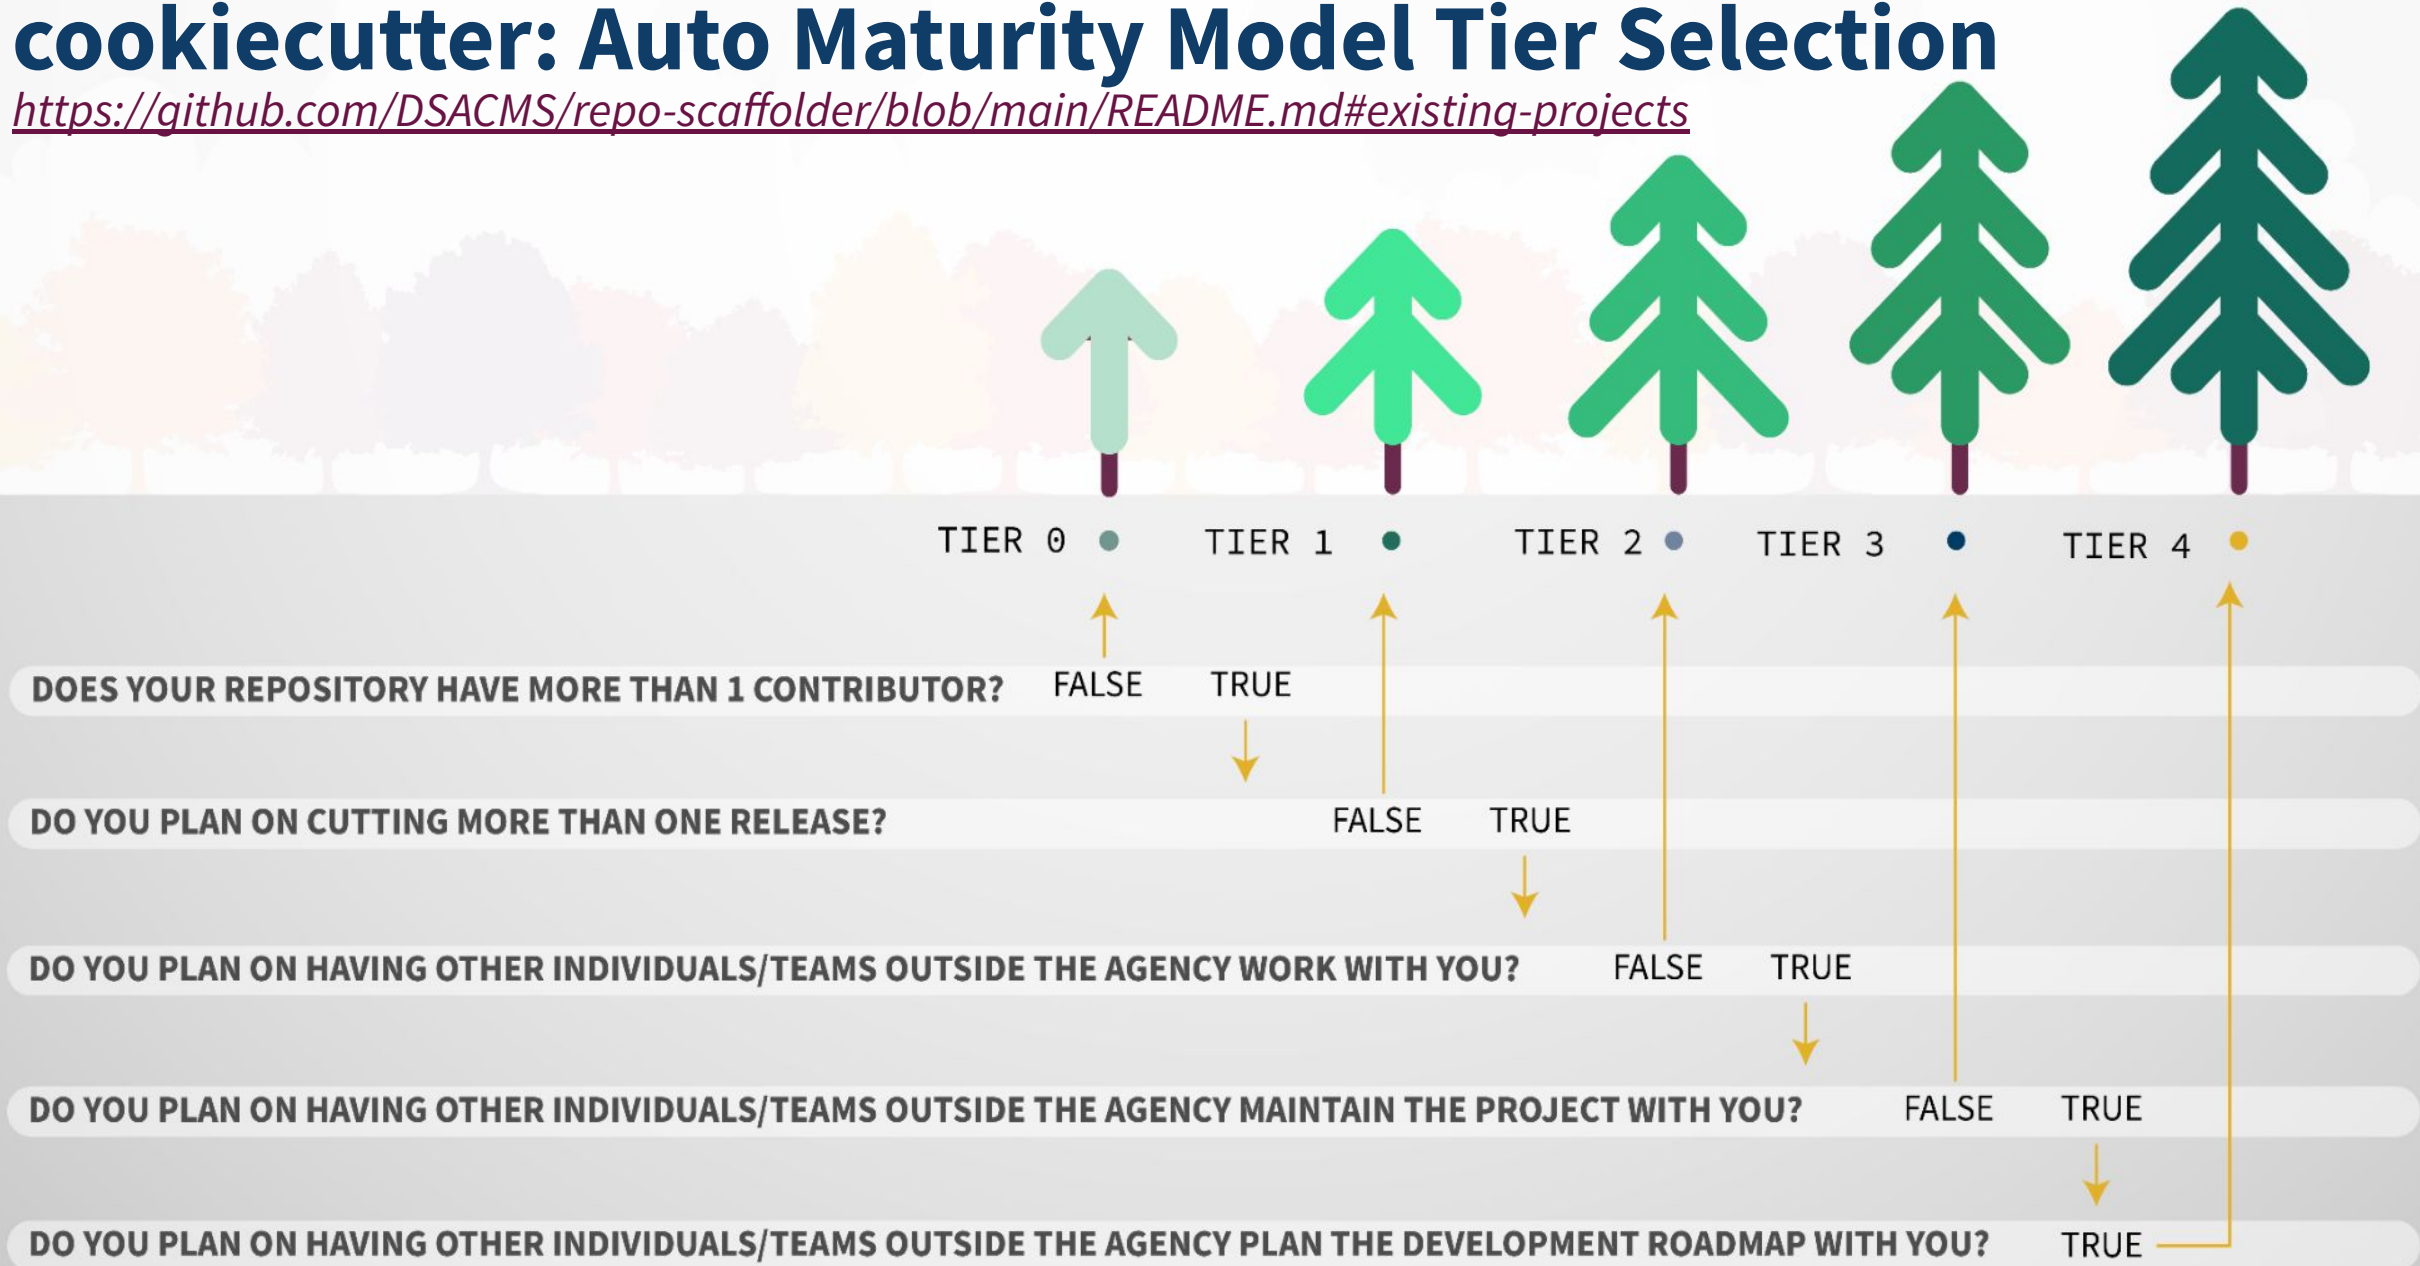 cookiecutter: Auto Maturity Model Tier Selection
https://github.com/DSACMS/repo-scaffolder/blob/main/README.md#existing-projects
TIER 0 TIER 1 TIER 2 TIER 3 TIER 4
DOES YOUR REPOSITORY HAVE MORE THAN 1 CONTRIBUTOR? FALSE TRUE
DO YOU PLAN ON CUTTING MORE THAN ONE RELEASE? FALSE TRUE
DO YOU PLAN ON HAVING OTHER INDIVIDUALS/TEAMS OUTSIDE THE AGENCY WORK WITH YOU? FALSE TRUE
DO YOU PLAN ON HAVING OTHER INDIVIDUALS/TEAMS OUTSIDE THE AGENCY MAINTAIN THE PROJECT WITH YOU? FALSE TRUE
DO YOU PLAN ON HAVING OTHER INDIVIDUALS/TEAMS OUTSIDE THE AGENCY PLAN THE DEVELOPMENT ROADMAP WITH YOU? TRUE